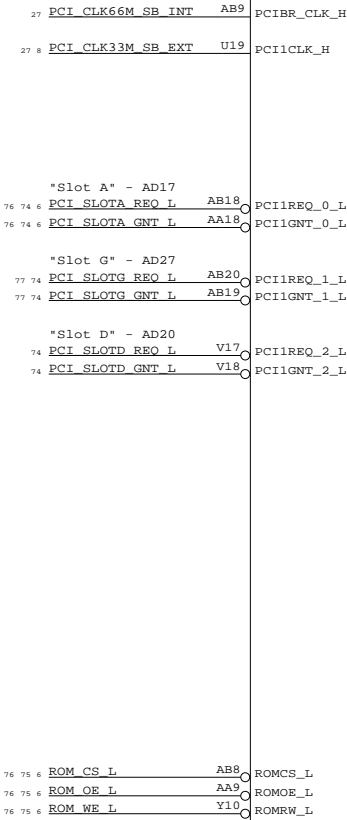 27 PCI_CLK66M_SB_INT AB9 PCIBR_CLK_H
27 8 PCI_CLK33M_SB_EXT U19 PCI1CLK_H
"Slot A" - AD17
76 74 6 PCI_SLOTA_REQ_L AB18 PCI1REQ_0_L
76 74 6 PCI_SLOTA_GNT_L AA18 PCI1GNT_0_L
"Slot G" - AD27
77 74 PCI_SLOTG_REQ_L AB20 PCI1REQ_1_L
77 74 PCI_SLOTG_GNT_L AB19 PCI1GNT_1_L
"Slot D" - AD20
74 PCI_SLOTD_REQ_L V17 PCI1REQ_2_L
74 PCI_SLOTD_GNT_L V18 PCI1GNT_2_L
76 75 6 ROM_CS_L AB8 ROMCS_L
76 75 6 ROM_OE_L AA9 ROMOE_L
76 75 6 ROM_WE_L Y10 ROMRW_L